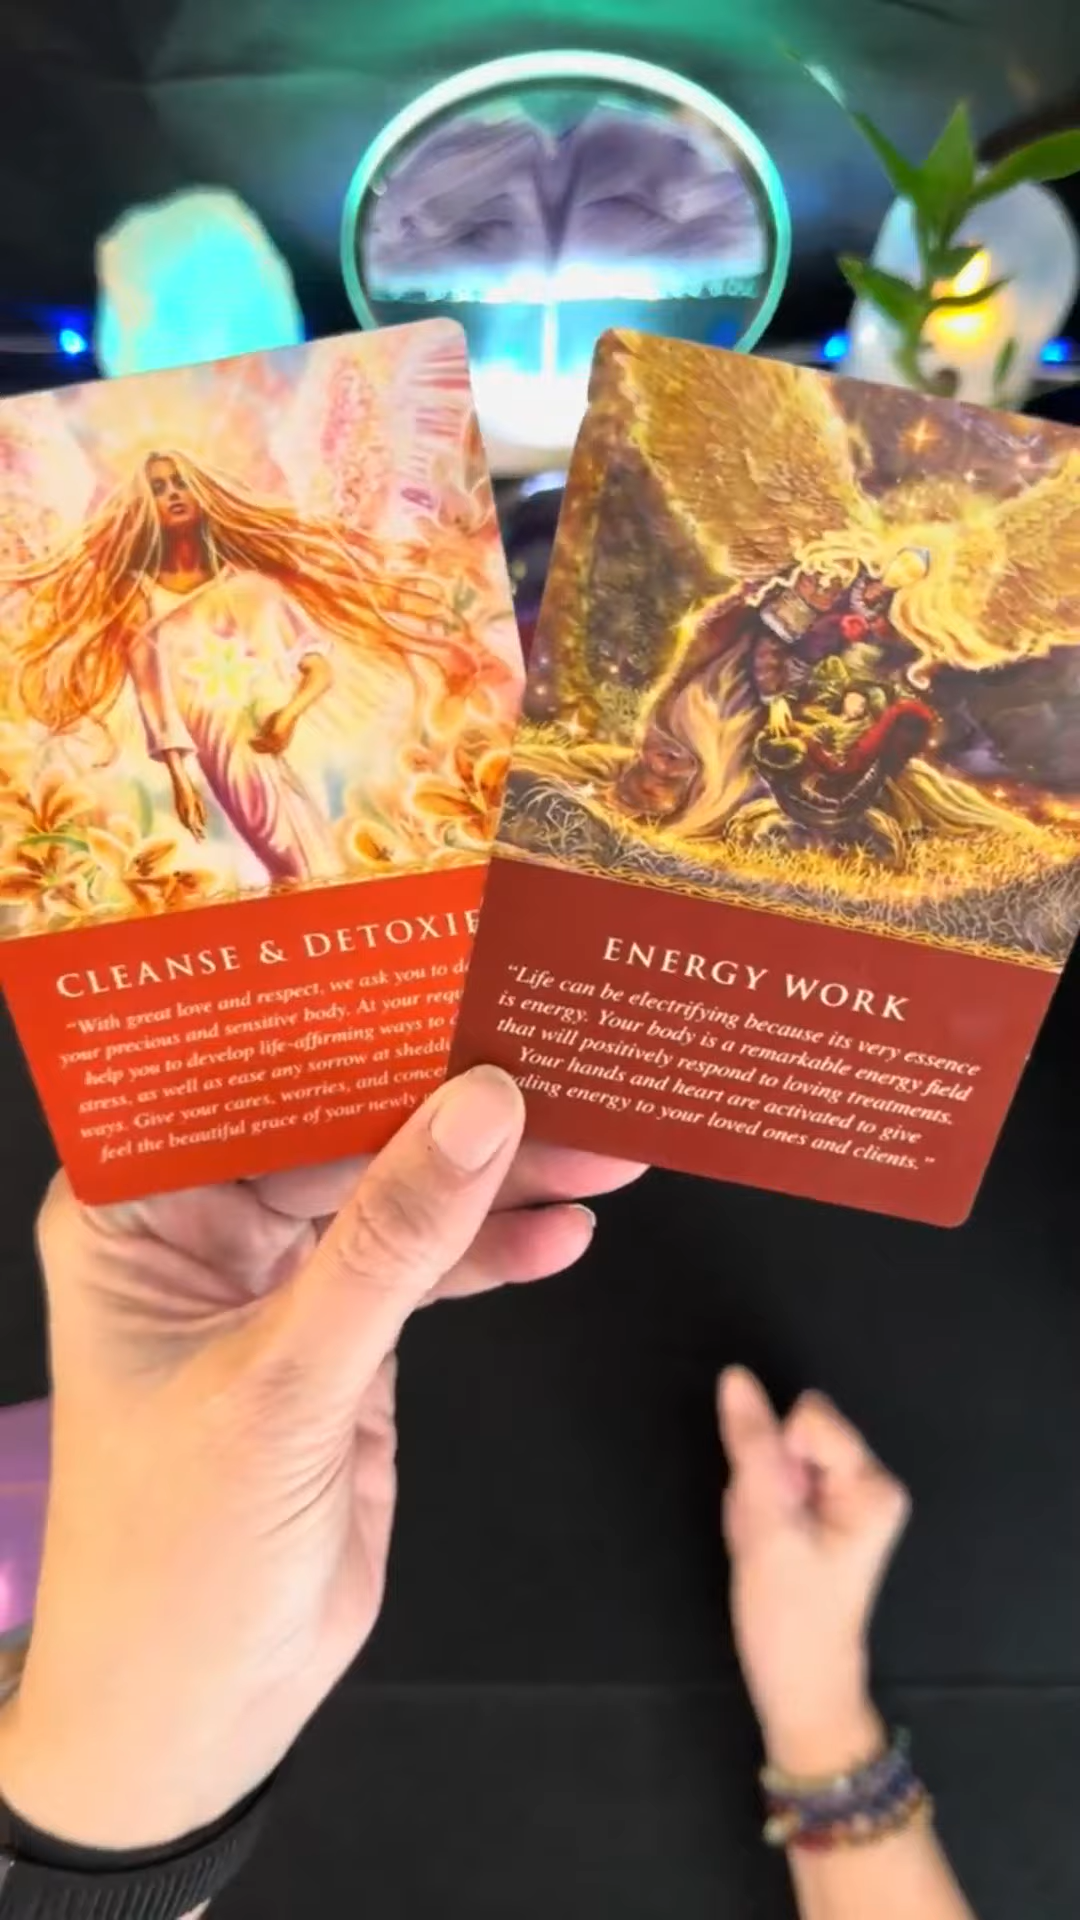 CLEANSE & DETOXIF
"With great love and respect, we ask you to
your precious and sensitive body. At your
help you to develop life-affirming ways to
stress, as well as ease any sorrow at
ways. Give your cares, worries, and
feel the beautiful grace of your newly
ENERGY WORK
"Life can be electrifying because its very essence
is energy. Your body is a remarkable energy field
that will positively respond to loving treatments.
Your hands and heart are activated to give
aling energy to your loved ones and clients."